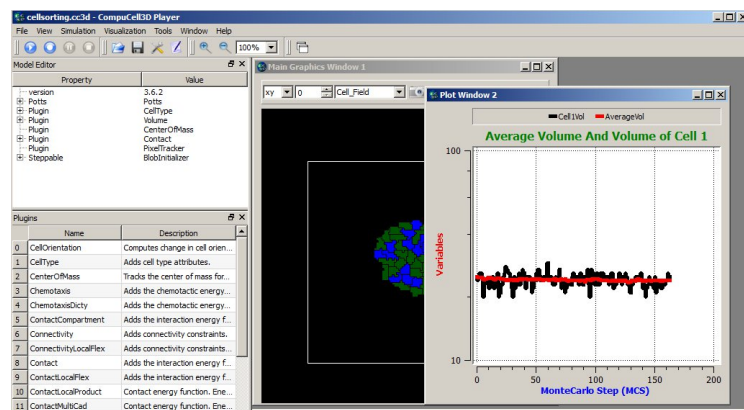 cellsorting.cc3d - CompuCell3D Player
File View Simulation Visualization Tools Window Help
100%
Model Editor
Property Value
version 3.6.2
Potts Potts
Plugin CellType
Plugin Volume
Plugin CenterOfMass
Plugin Contact
Plugin PixelTracker
Steppable BlobInitializer
Plugins
Name Description
0 CellOrientation Computes change in cell orien...
1 CellType Adds cell type attributes.
2 CenterOfMass Tracks the center of mass for...
3 Chemotaxis Adds the chemotactic energy...
4 ChemotaxisDicty Adds the chemotactic energy...
5 ContactCompartment Adds the interaction energy f...
6 Connectivity Adds connectivity constraints.
7 ConnectivityLocalFlex Adds connectivity constraints...
8 Contact Adds the interaction energy f...
9 ContactLocalFlex Adds the interaction energy f...
10 ContactLocalProduct Contact energy function. Ene...
11 ContactMultiCad Contact energy function. Ene...
Main Graphics Window 1
xy 0 Cell_Field
Plot Window 2
Cell1Vol AverageVol
Average Volume And Volume of Cell 1
100
Variables
10
0 50 100 150 200
MonteCarlo Step (MCS)